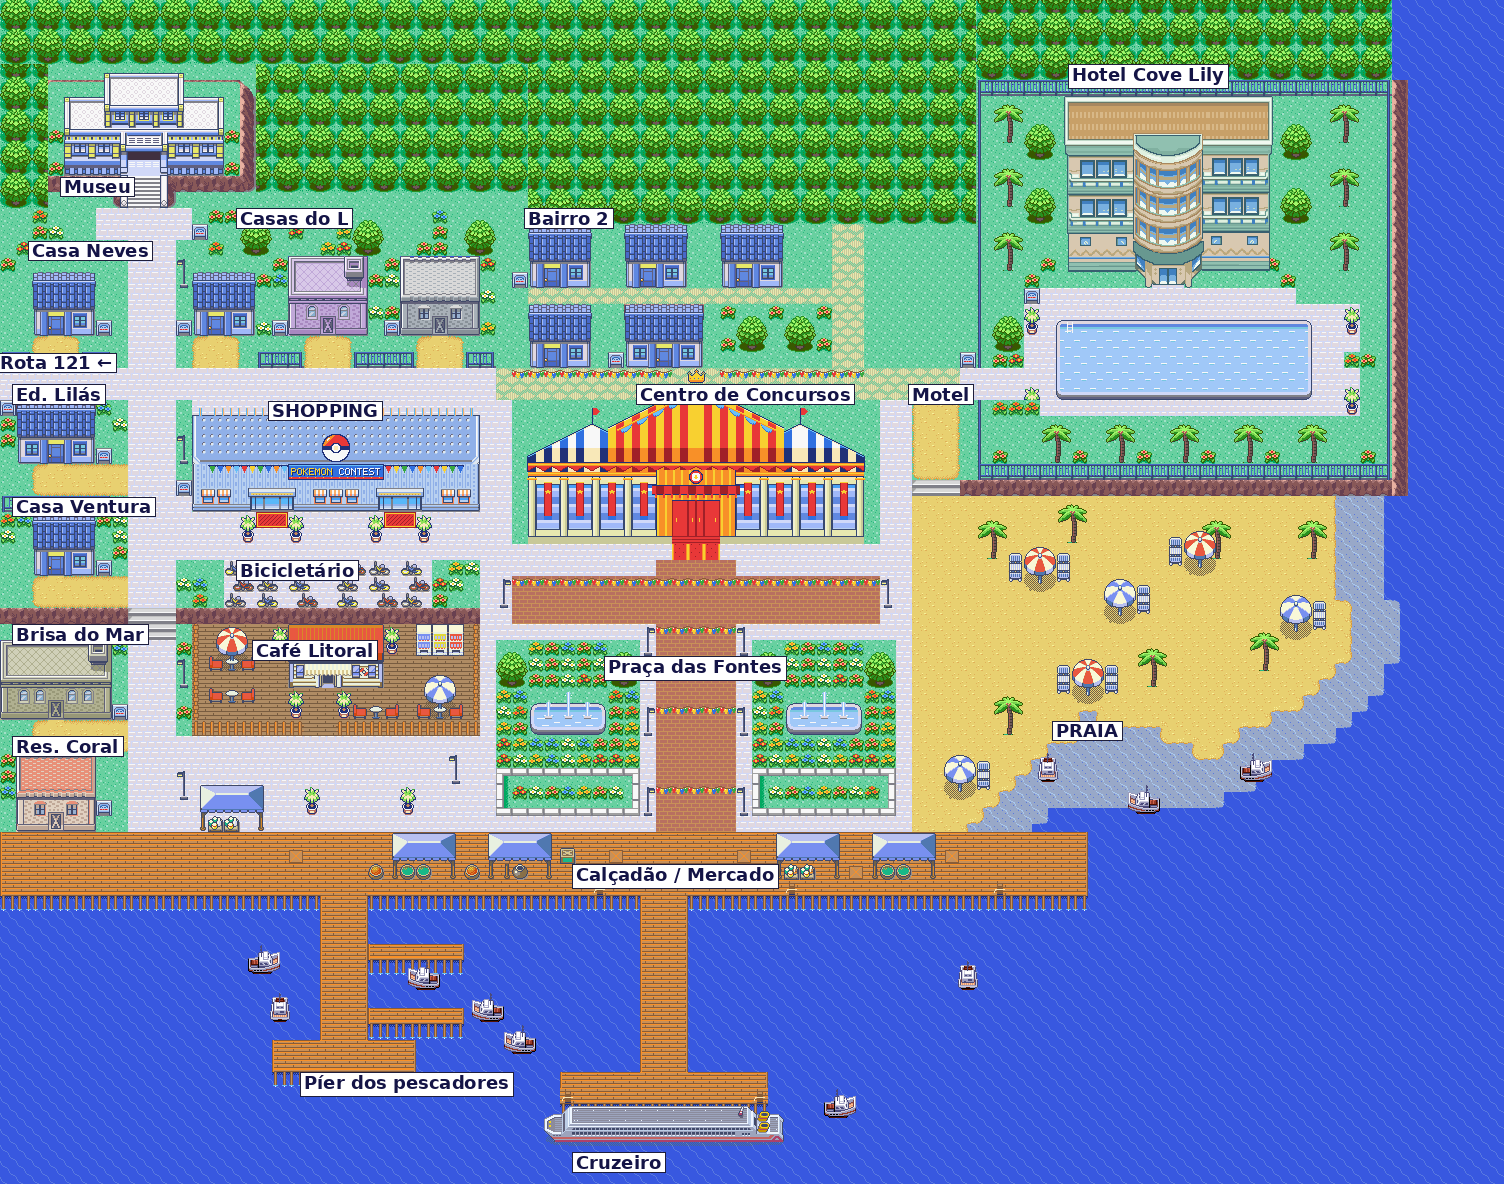 Hotel Cove Lily
Museu
Casas do L
Bairro 2
Casa Neves
Rota 121 ←
Ed. Lilás
Centro de Concursos
Motel
SHOPPING
POKéMON CONTEST
Casa Ventura
Bicicletário
Brisa do Mar
Café Litoral
Praça das Fontes
PRAIA
Res. Coral
Calçadão / Mercado
Píer dos pescadores
Cruzeiro